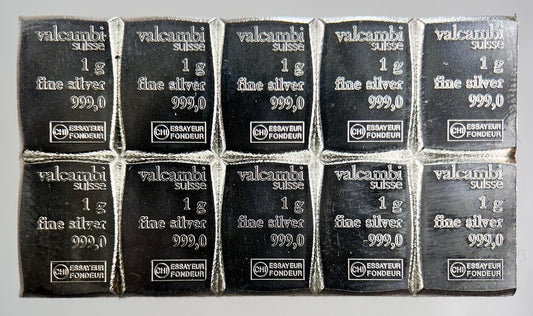 valcambi valcambi valcambi valcambi valcambi
suisse suisse suisse suisse suisse
1 g 1 g 1 g 1 g 1 g
fine silver fine silver fine silver fine silver fine silver
999,0 999,0 999,0 999,0 999,0
CHI ESSAYEUR FONDEUR CHI ESSAYEUR FONDEUR CHI ESSAYEUR FONDEUR CHI ESSAYEUR FONDEUR CHI ESSAYEUR FONDEUR
valcambi valcambi valcambi valcambi valcambi
suisse suisse suisse suisse suisse
1 g 1 g 1 g 1 g 1 g
fine silver fine silver fine silver fine silver fine silver
999,0 999,0 999,0 999,0 999,0
CHI ESSAYEUR FONDEUR CHI ESSAYEUR FONDEUR CHI ESSAYEUR FONDEUR CHI ESSAYEUR FONDEUR CHI ESSAYEUR FONDEUR